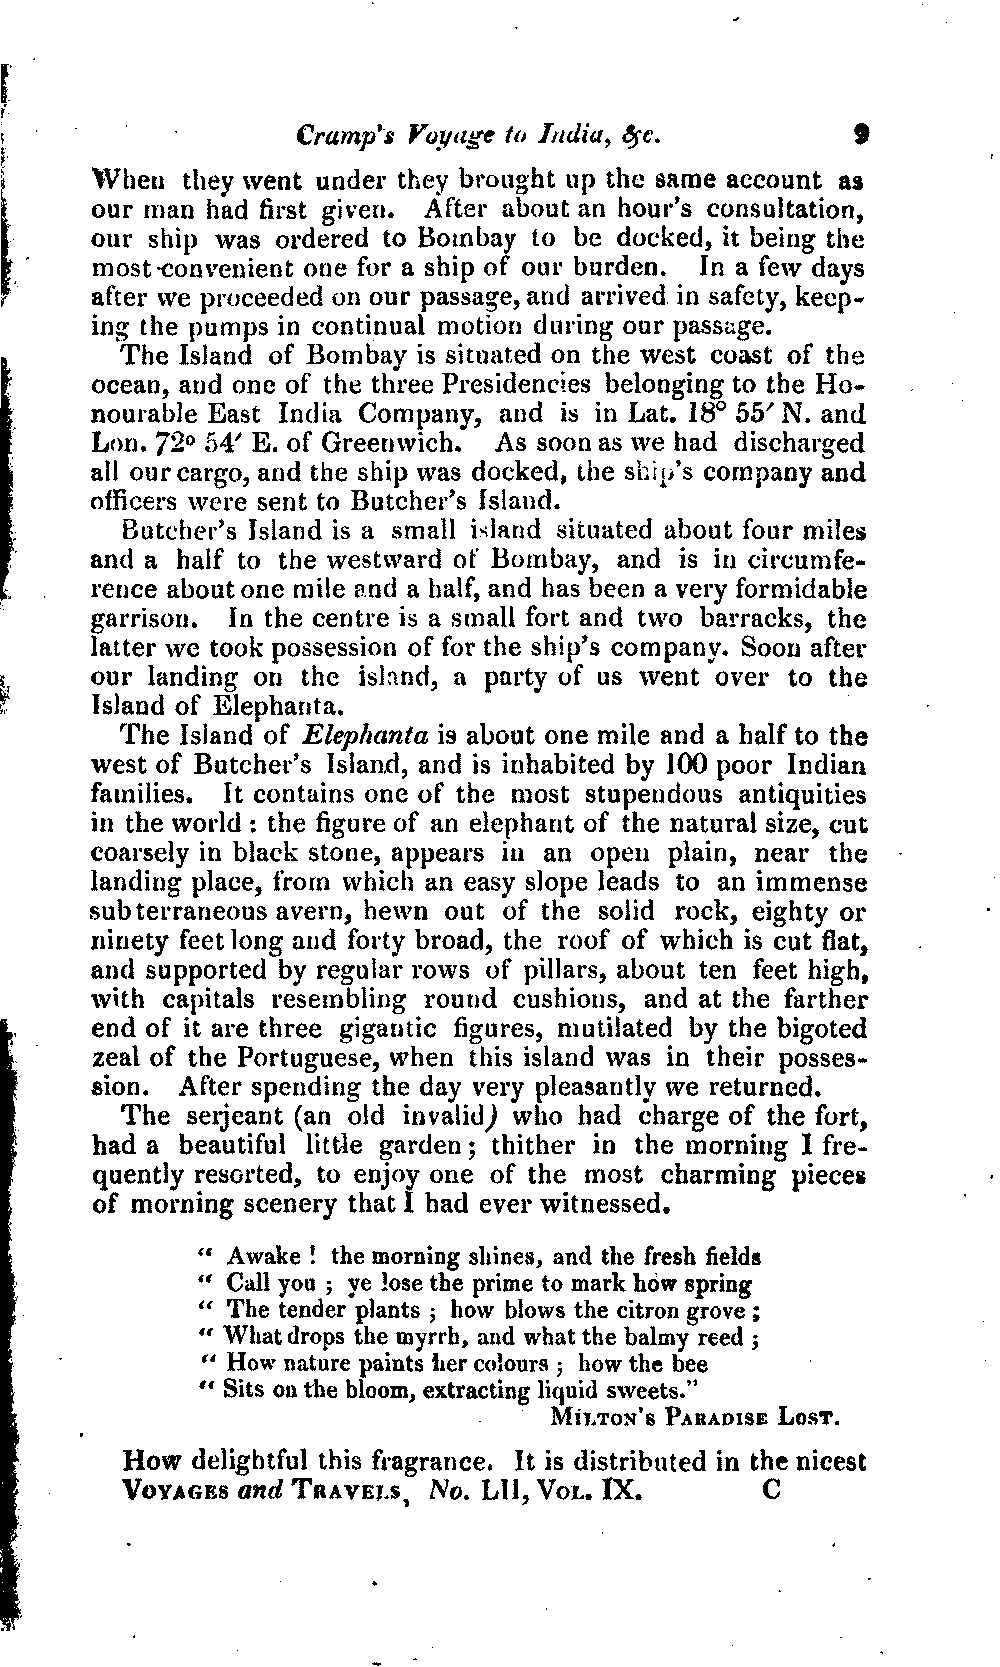 Cramp's Voyage to India, &c. 9
When they went under they brought up the same account as
our man had first given. After about an hour's consultation,
our ship was ordered to Bombay to be docked, it being the
most convenient one for a ship of our burden. In a few days
after we proceeded on our passage, and arrived in safety, keep-
ing the pumps in continual motion during our passage.
The Island of Bombay is situated on the west coast of the
ocean, and one of the three Presidencies belonging to the Ho-
nourable East India Company, and is in Lat. 18° 55′ N. and
Lon. 72° 54′ E. of Greenwich. As soon as we had discharged
all our cargo, and the ship was docked, the ship's company and
officers were sent to Butcher's Island.
Butcher's Island is a small island situated about four miles
and a half to the westward of Bombay, and is in circumfe-
rence about one mile and a half, and has been a very formidable
garrison. In the centre is a small fort and two barracks, the
latter we took possession of for the ship's company. Soon after
our landing on the island, a party of us went over to the
Island of Elephanta.
The Island of Elephanta is about one mile and a half to the
west of Butcher's Island, and is inhabited by 100 poor Indian
families. It contains one of the most stupendous antiquities
in the world : the figure of an elephant of the natural size, cut
coarsely in black stone, appears in an open plain, near the
landing place, from which an easy slope leads to an immense
subterraneous avern, hewn out of the solid rock, eighty or
ninety feet long and forty broad, the roof of which is cut flat,
and supported by regular rows of pillars, about ten feet high,
with capitals resembling round cushions, and at the farther
end of it are three gigantic figures, mutilated by the bigoted
zeal of the Portuguese, when this island was in their posses-
sion. After spending the day very pleasantly we returned.
The serjeant (an old invalid) who had charge of the fort,
had a beautiful little garden; thither in the morning I fre-
quently resorted, to enjoy one of the most charming pieces
of morning scenery that I had ever witnessed.
“ Awake ! the morning shines, and the fresh fields
“ Call you ; ye lose the prime to mark how spring
“ The tender plants ; how blows the citron grove ;
“ What drops the myrrh, and what the balmy reed ;
“ How nature paints her colours ; how the bee
“ Sits on the bloom, extracting liquid sweets.”
MILTON'S PARADISE LOST.
How delightful this fragrance. It is distributed in the nicest
VOYAGES and TRAVELS, No. LII, VOL. IX. C